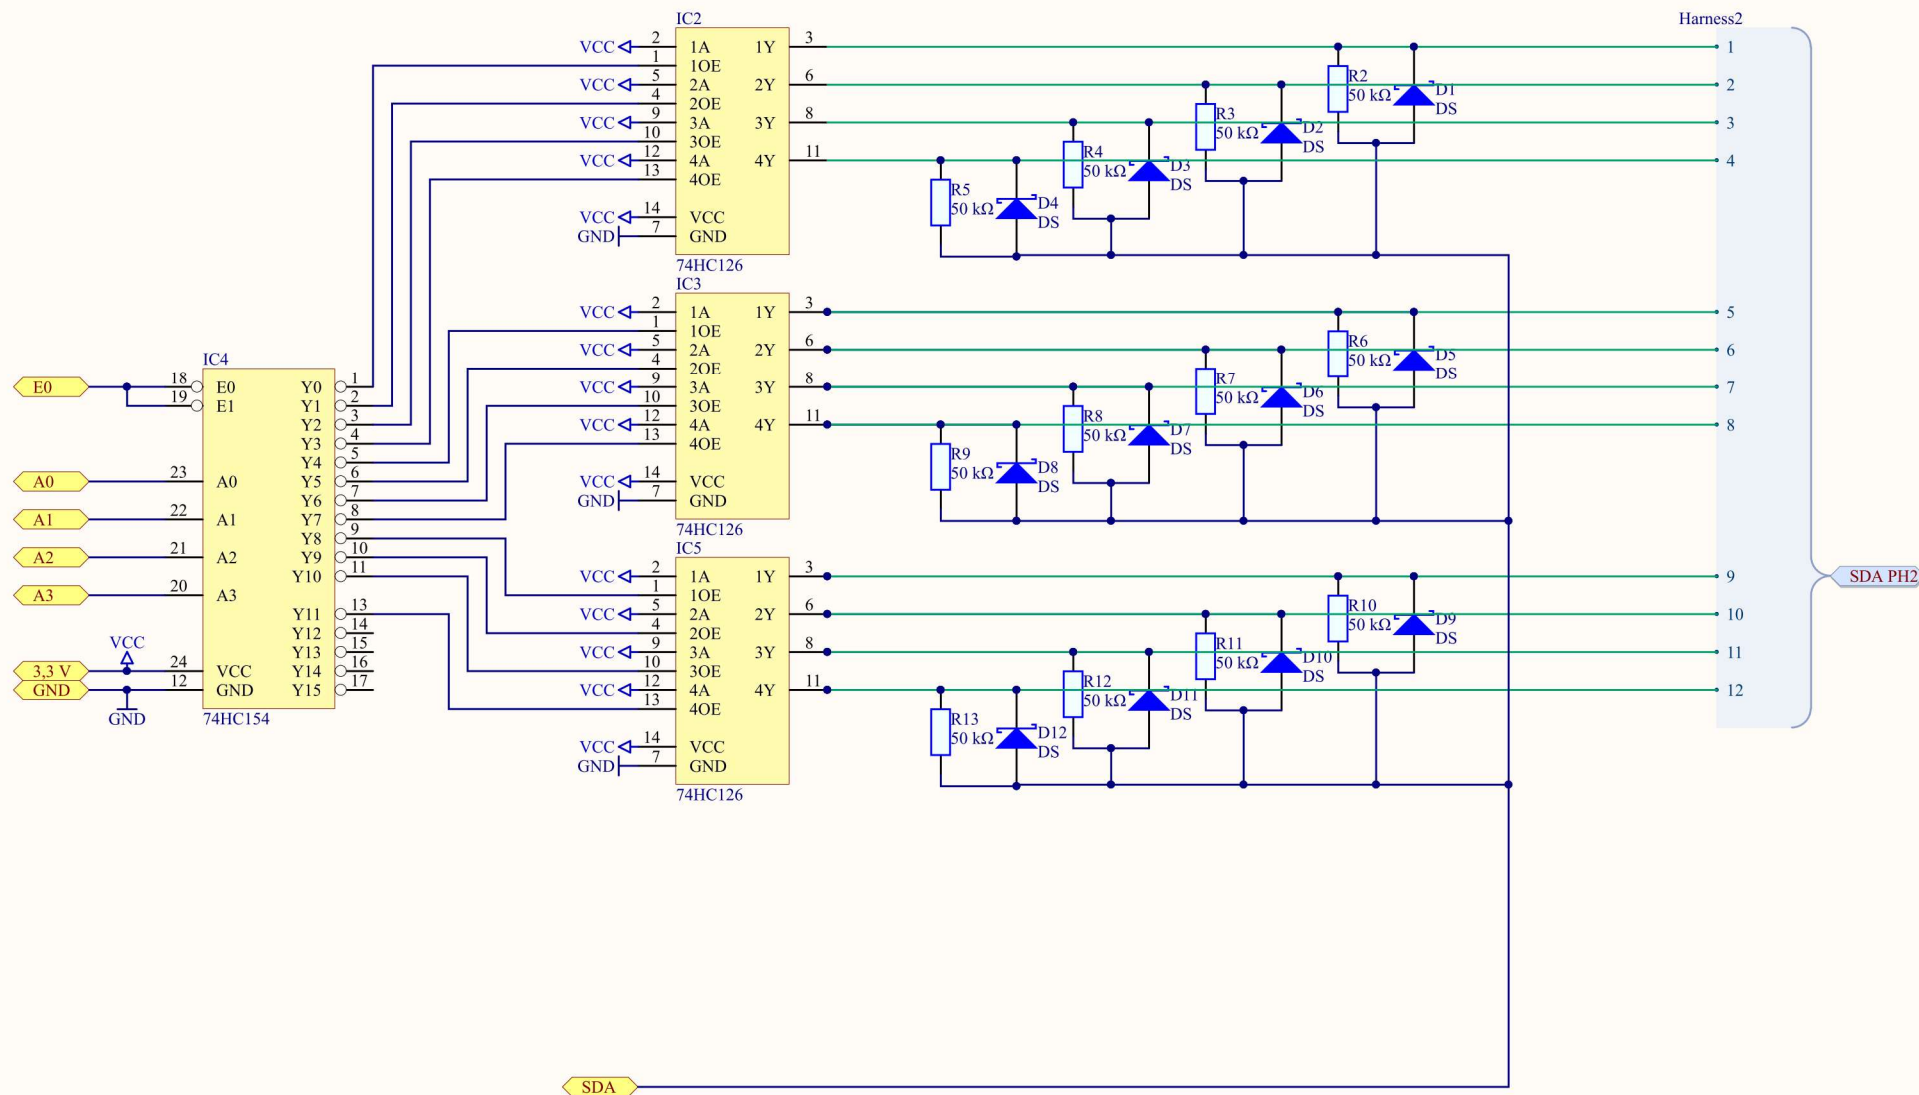 IC2
VCC 2 1A 1Y 3
1 1OE
VCC 5 2A 2Y 6
4 2OE
VCC 9 3A 3Y 8
10 3OE
VCC 12 4A 4Y 11
13 4OE
VCC 14 VCC
GND 7 GND
74HC126
R2
50 kΩ
D1
DS
R3
50 kΩ
D2
DS
R4
50 kΩ
D3
DS
R5
50 kΩ
D4
DS
IC3
VCC 2 1A 1Y 3
1 1OE
VCC 5 2A 2Y 6
4 2OE
VCC 9 3A 3Y 8
10 3OE
VCC 12 4A 4Y 11
13 4OE
VCC 14 VCC
GND 7 GND
74HC126
R6
50 kΩ
D5
DS
R7
50 kΩ
D6
DS
R8
50 kΩ
D7
DS
R9
50 kΩ
D8
DS
IC4
E0 18 E0 Y0 1
19 E1 Y1 2
Y2 3
Y3 4
Y4 5
A0 23 A0 Y5 6
Y6 7
A1 22 A1 Y7 8
Y8 9
A2 21 A2 Y9 10
Y10 11
A3 20 A3
Y11 13
Y12 14
VCC
Y13 15
3,3 V 24 VCC Y14 16
GND 12 GND Y15 17
GND
74HC154
IC5
VCC 2 1A 1Y 3
1 1OE
VCC 5 2A 2Y 6
4 2OE
VCC 9 3A 3Y 8
10 3OE
VCC 12 4A 4Y 11
13 4OE
VCC 14 VCC
GND 7 GND
74HC126
R10
50 kΩ
D9
DS
R11
50 kΩ
D10
DS
R12
50 kΩ
D11
DS
R13
50 kΩ
D12
DS
Harness2
1
2
3
4
5
6
7
8
9
10
11
12
SDA PH2
SDA